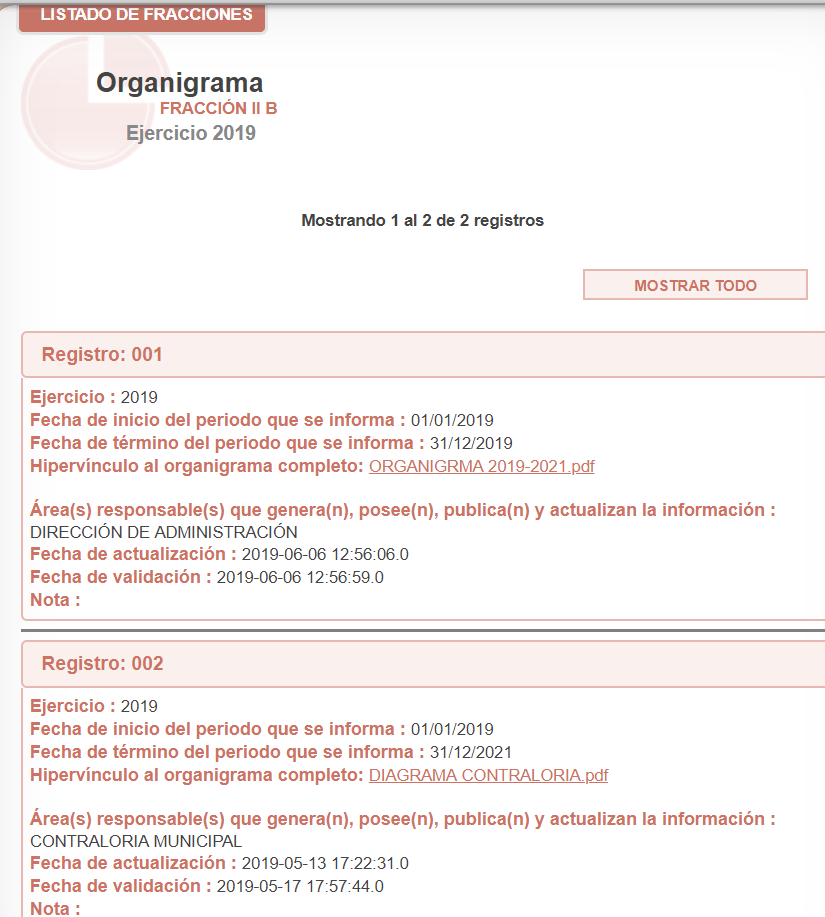 LISTADO DE FRACCIONES
Organigrama
FRACCIÓN II B
Ejercicio 2019
Mostrando 1 al 2 de 2 registros
MOSTRAR TODO
Registro: 001
Ejercicio : 2019
Fecha de inicio del periodo que se informa : 01/01/2019
Fecha de término del periodo que se informa : 31/12/2019
Hipervínculo al organigrama completo: ORGANIGRMA 2019-2021.pdf
Área(s) responsable(s) que genera(n), posee(n), publica(n) y actualizan la información :
DIRECCIÓN DE ADMINISTRACIÓN
Fecha de actualización : 2019-06-06 12:56:06.0
Fecha de validación : 2019-06-06 12:56:59.0
Nota :
Registro: 002
Ejercicio : 2019
Fecha de inicio del periodo que se informa : 01/01/2019
Fecha de término del periodo que se informa : 31/12/2021
Hipervínculo al organigrama completo: DIAGRAMA CONTRALORIA.pdf
Área(s) responsable(s) que genera(n), posee(n), publica(n) y actualizan la información :
CONTRALORIA MUNICIPAL
Fecha de actualización : 2019-05-13 17:22:31.0
Fecha de validación : 2019-05-17 17:57:44.0
Nota :